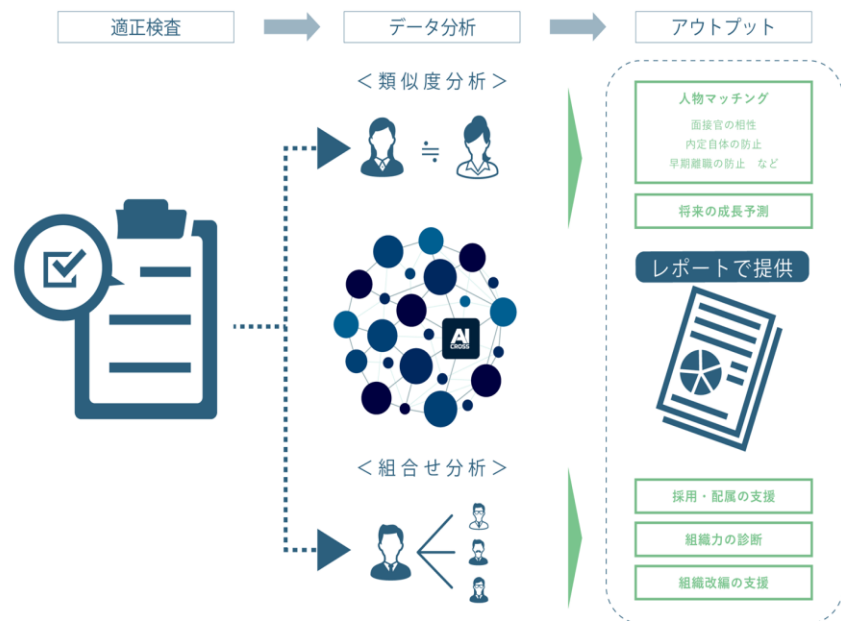 適正検査
データ分析
アウトプット
＜類似度分析＞
≒
人物マッチング
面接官の相性
内定自体の防止
早期離職の防止　など
将来の成長予測
レポートで提供
AI
CROSS
＜組合せ分析＞
採用・配属の支援
組織力の診断
組織改編の支援